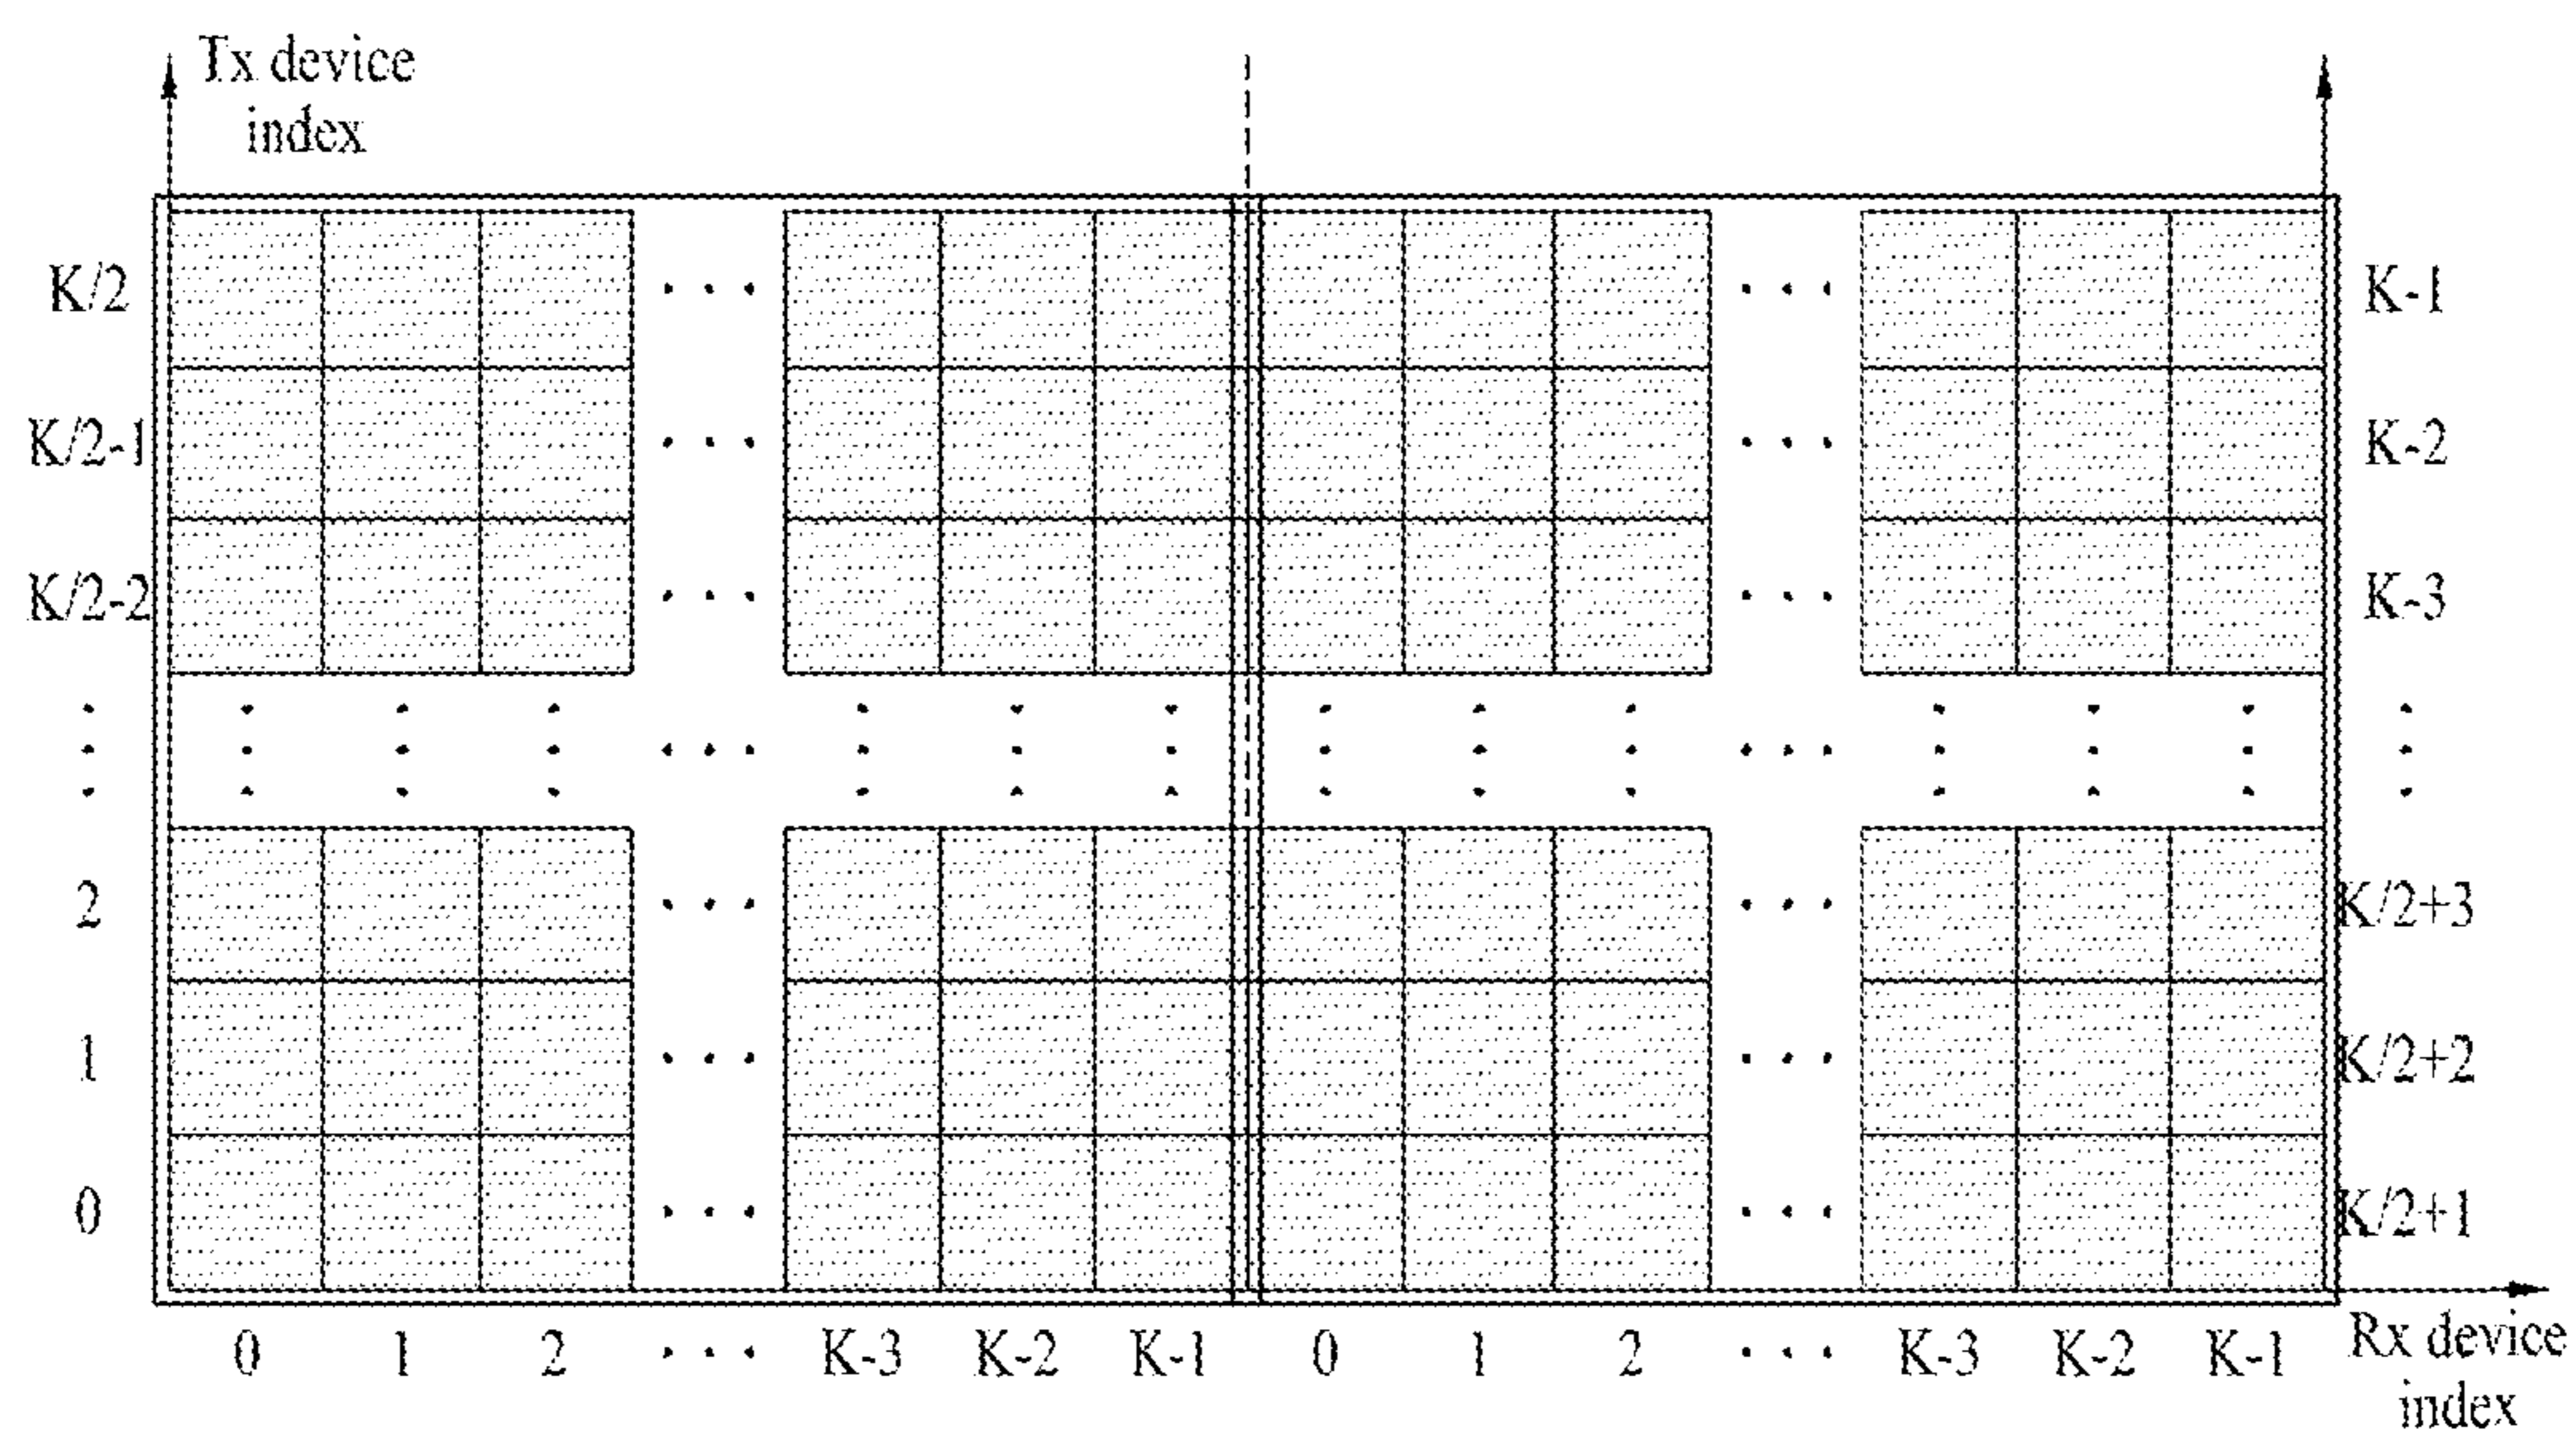 Tx device
index
K/2 ... K-1
K/2-1 ... K-2
K/2-2 ... K-3
2 ... K/2+3
1 ... K/2+2
0 ... K/2+1
0 1 2 ... K-3 K-2 K-1 0 1 2 ... K-3 K-2 K-1
Rx device
index